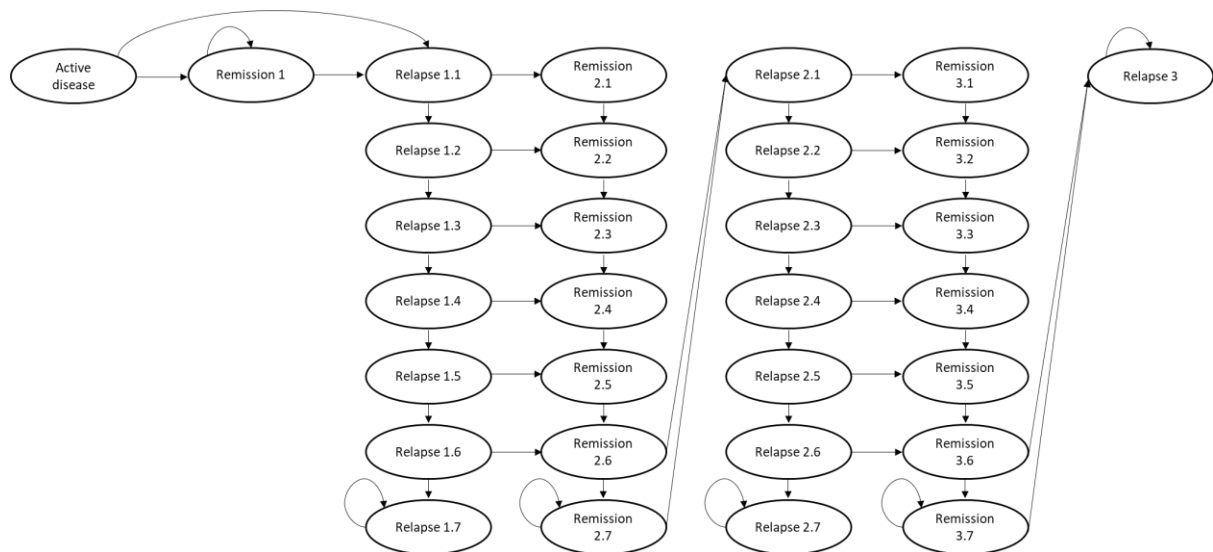 Active
disease
Remission 1
Relapse 1.1
Remission
2.1
Relapse 2.1
Remission
3.1
Relapse 3
Relapse 1.2
Remission
2.2
Relapse 2.2
Remission
3.2
Relapse 1.3
Remission
2.3
Relapse 2.3
Remission
3.3
Relapse 1.4
Remission
2.4
Relapse 2.4
Remission
3.4
Relapse 1.5
Remission
2.5
Relapse 2.5
Remission
3.5
Relapse 1.6
Remission
2.6
Relapse 2.6
Remission
3.6
Relapse 1.7
Remission
2.7
Relapse 2.7
Remission
3.7